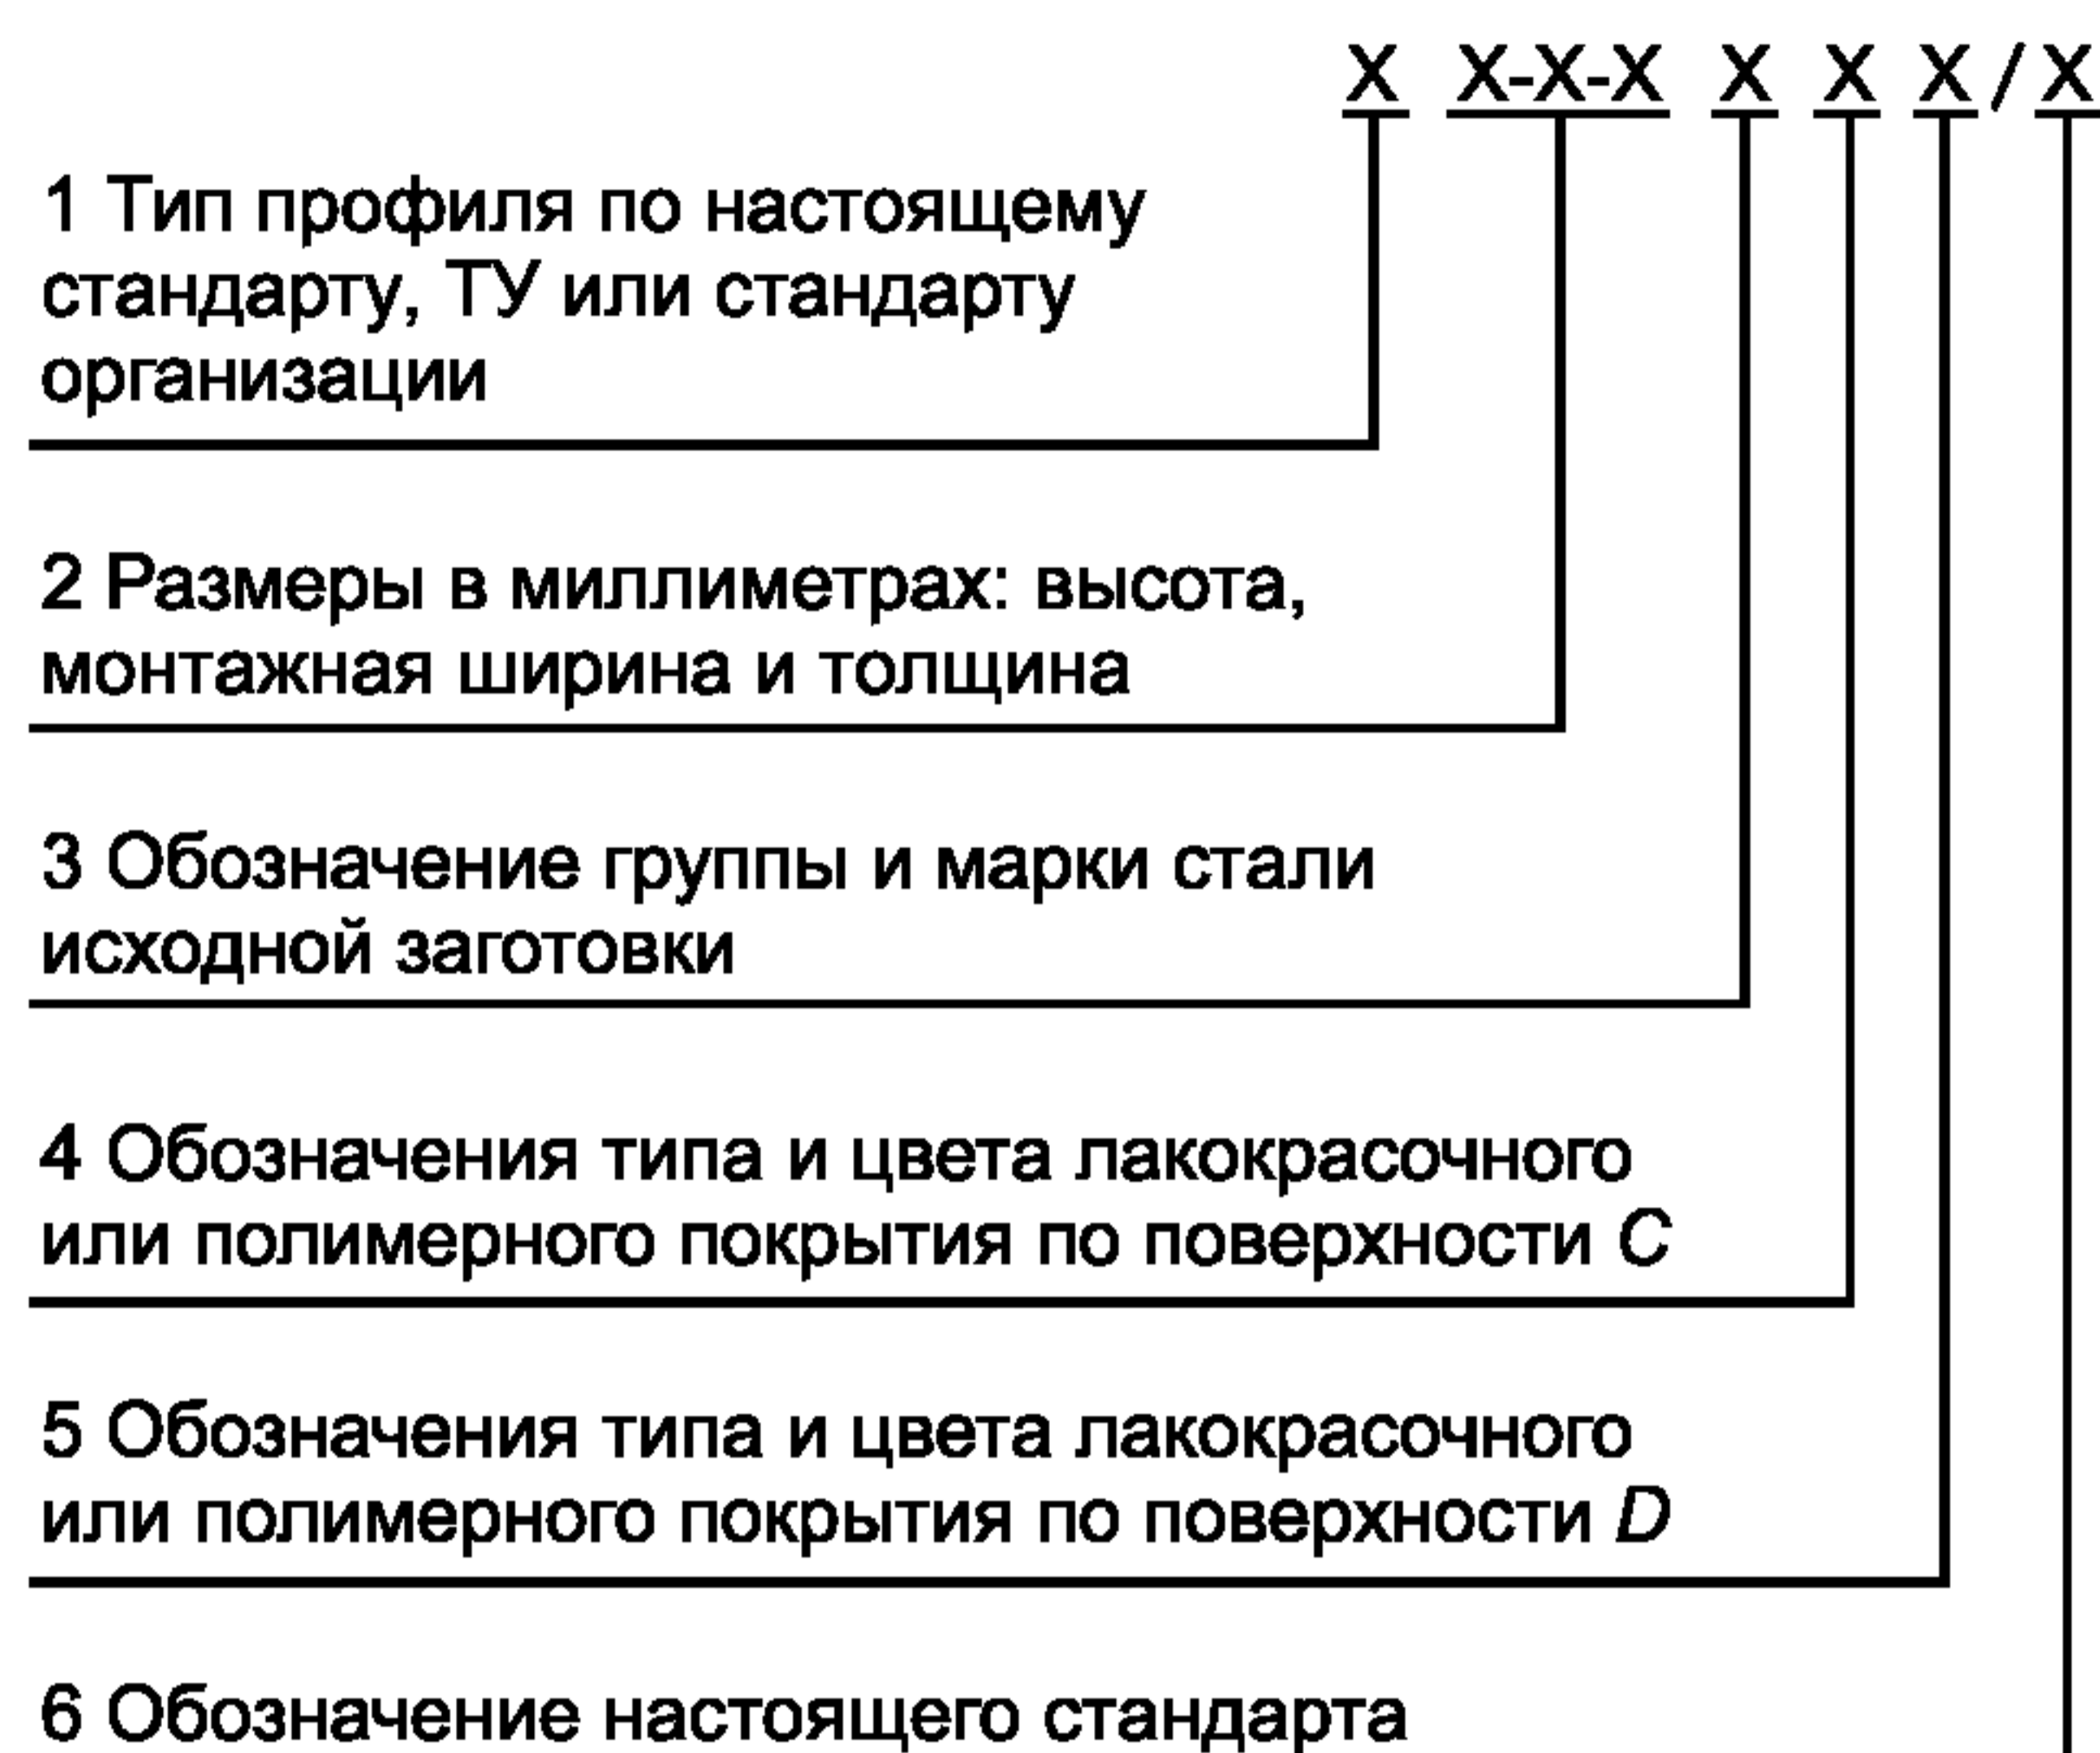 X X-X-X X X X/X
1 Тип профиля по настоящему
стандарту, ТУ или стандарту
организации
2 Размеры в миллиметрах: высота,
монтажная ширина и толщина
3 Обозначение группы и марки стали
исходной заготовки
4 Обозначения типа и цвета лакокрасочного
или полимерного покрытия по поверхности C
5 Обозначения типа и цвета лакокрасочного
или полимерного покрытия по поверхности D
6 Обозначение настоящего стандарта